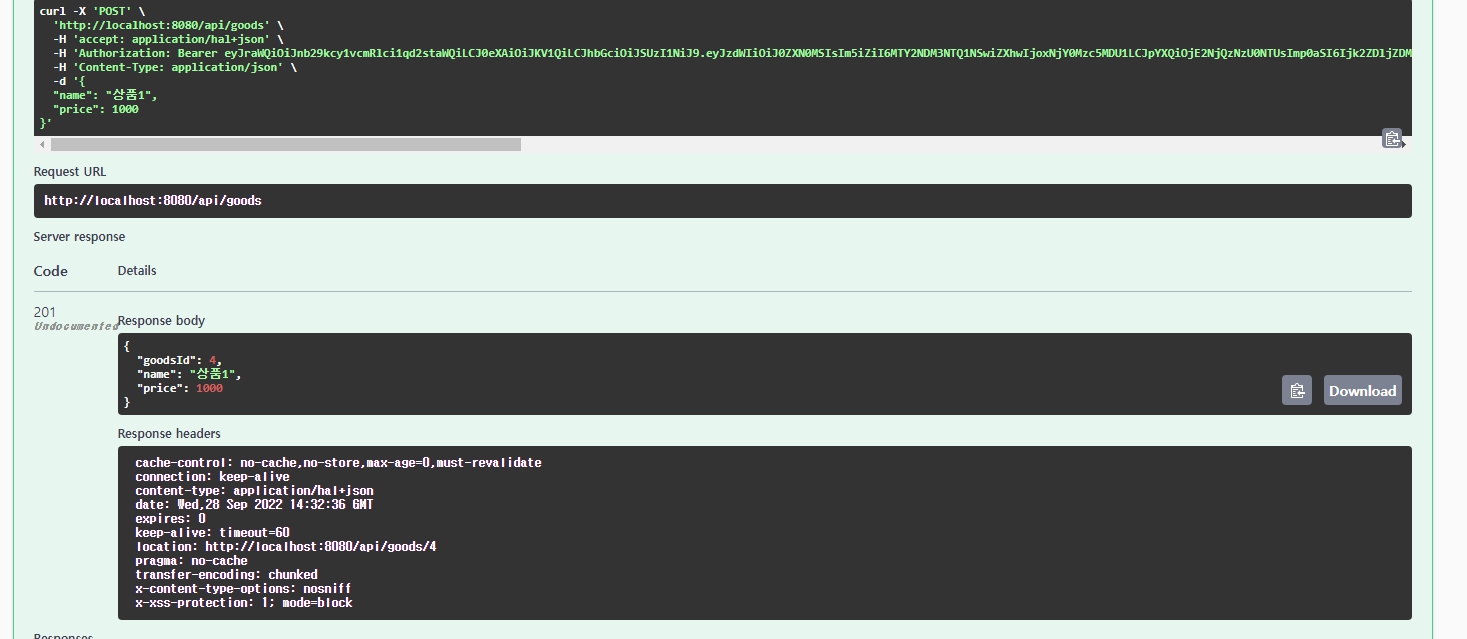 curl -X 'POST' \
'http://localhost:8080/api/goods' \
-H 'accept: application/hal+json' \
-H 'Authorization: Bearer eyJraWQiOiJnb29kcy1vcmRlci1qd2staWQiLCJ0eXAiOiJKV1QiLCJhbGciOiJSUzI1NiJ9.eyJzdWIiOiJ0ZXN0MSIsIm5iZiI6MTY2NDM3NTQ1NSwiZXhwIjoxNjY0Mzc5MDU1LCJpYXQiOjE2NjQzNzU0NTUsImp0aSI6Ijk2ZDljZDM
-H 'Content-Type: application/json' \
-d '{
"name": "상품1",
"price": 1000
}'
Request URL
http://localhost:8080/api/goods
Server response
Code Details
201
Undocumented
Response body
{
"goodsId": 4,
"name": "상품1",
"price": 1000
}
Download
Response headers
cache-control: no-cache,no-store,max-age=0,must-revalidate
connection: keep-alive
content-type: application/hal+json
date: Wed,28 Sep 2022 14:32:36 GMT
expires: 0
keep-alive: timeout=60
location: http://localhost:8080/api/goods/4
pragma: no-cache
transfer-encoding: chunked
x-content-type-options: nosniff
x-xss-protection: 1; mode=block
Responses